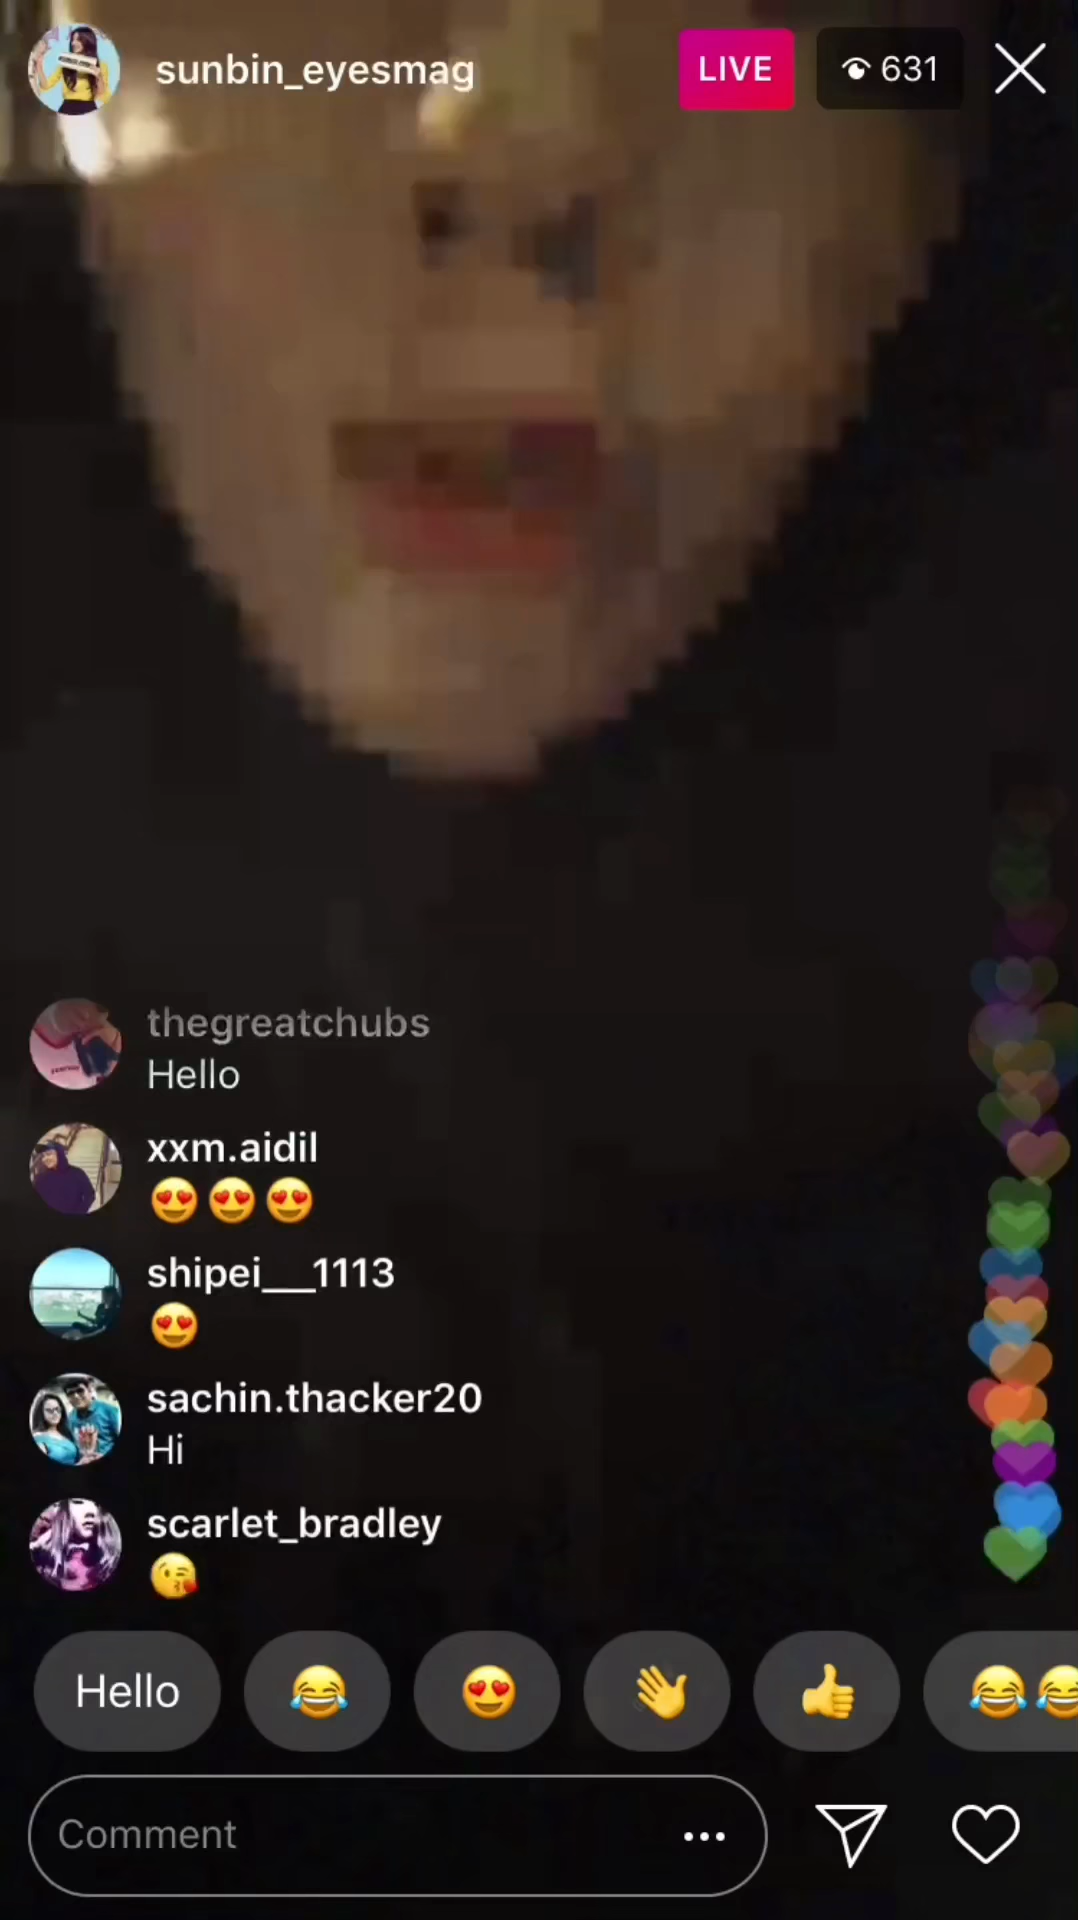 sunbin_eyesmag
LIVE
631
thegreatchubs
Hello
xxm.aidil
😍😍😍
shipei__1113
😍
sachin.thacker20
Hi
scarlet_bradley
😘
Hello 😂 😍 👋 👍 😂😂
Comment